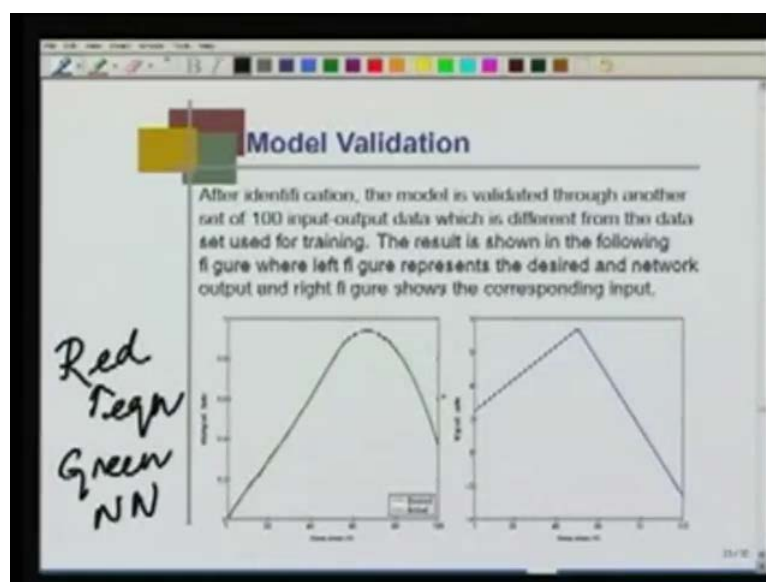 Model Validation
After identifi cation, the model is validated through another
set of 100 input-output data which is different from the data
set used for training. The result is shown in the following
fi gure where left fi gure represents the desired and network
output and right fi gure shows the corresponding input.
Red
Green
NN